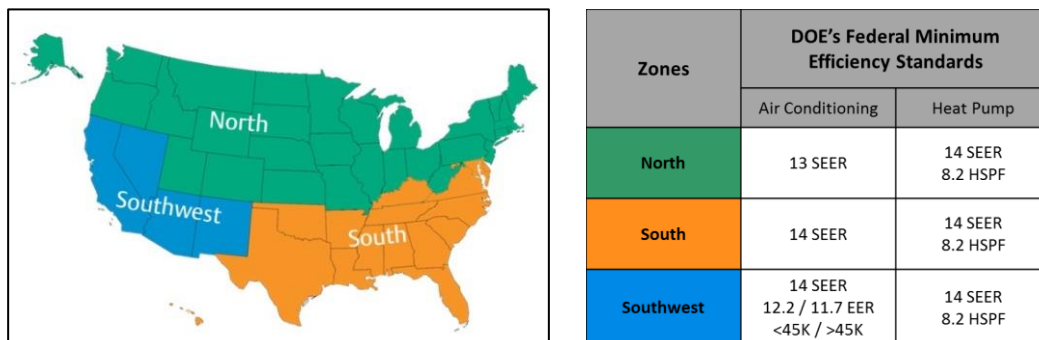 North
Southwest
South
Zones
DOE's Federal Minimum
Efficiency Standards
Air Conditioning
Heat Pump
North
13 SEER
14 SEER
8.2 HSPF
South
14 SEER
14 SEER
8.2 HSPF
Southwest
14 SEER
12.2 / 11.7 EER
<45K / >45K
14 SEER
8.2 HSPF